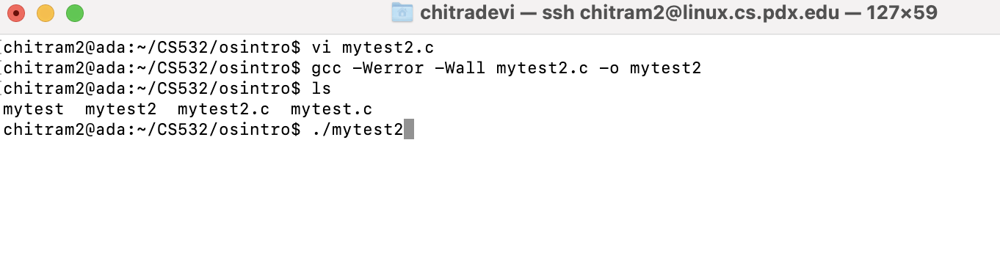 chitradevi — ssh chitram2@linux.cs.pdx.edu — 127×59
chitram2@ada:~/CS532/osintro$ vi mytest2.c
chitram2@ada:~/CS532/osintro$ gcc -Werror -Wall mytest2.c -o mytest2
chitram2@ada:~/CS532/osintro$ ls
mytest  mytest2  mytest2.c  mytest.c
chitram2@ada:~/CS532/osintro$ ./mytest2